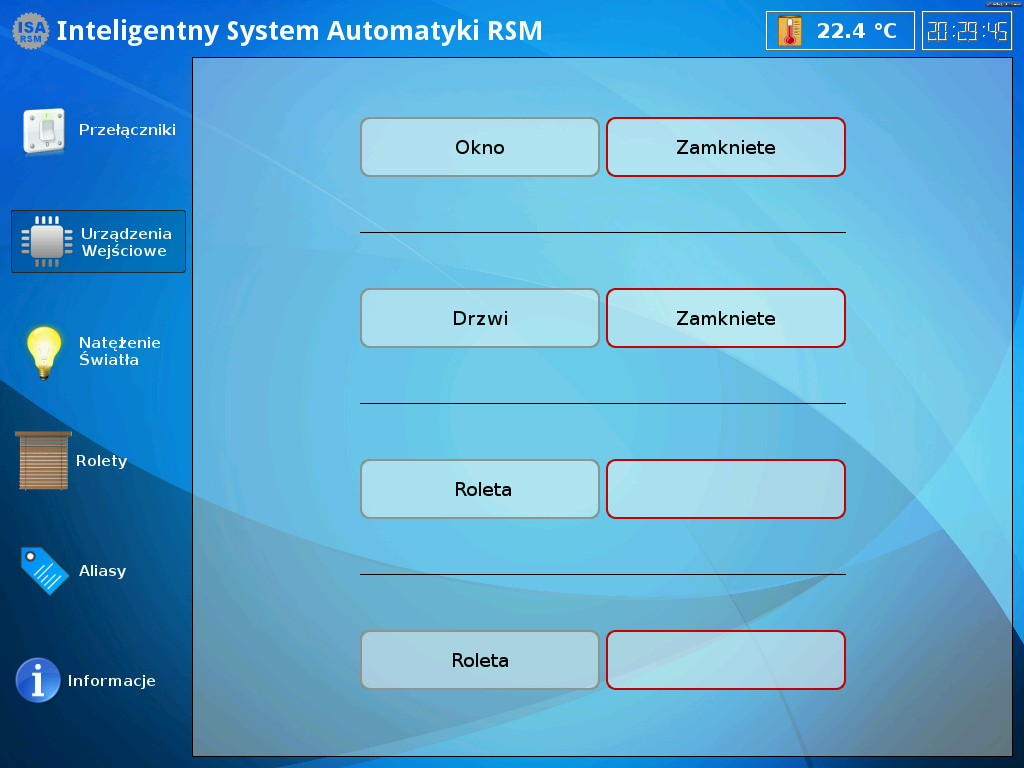 ISA
RSM
Inteligentny System Automatyki RSM
22.4 °C
20:29:45
Przełączniki
Urządzenia
Wejściowe
Natężenie
Światła
Rolety
Aliasy
Informacje
Okno
Zamkniete
Drzwi
Zamkniete
Roleta
Roleta